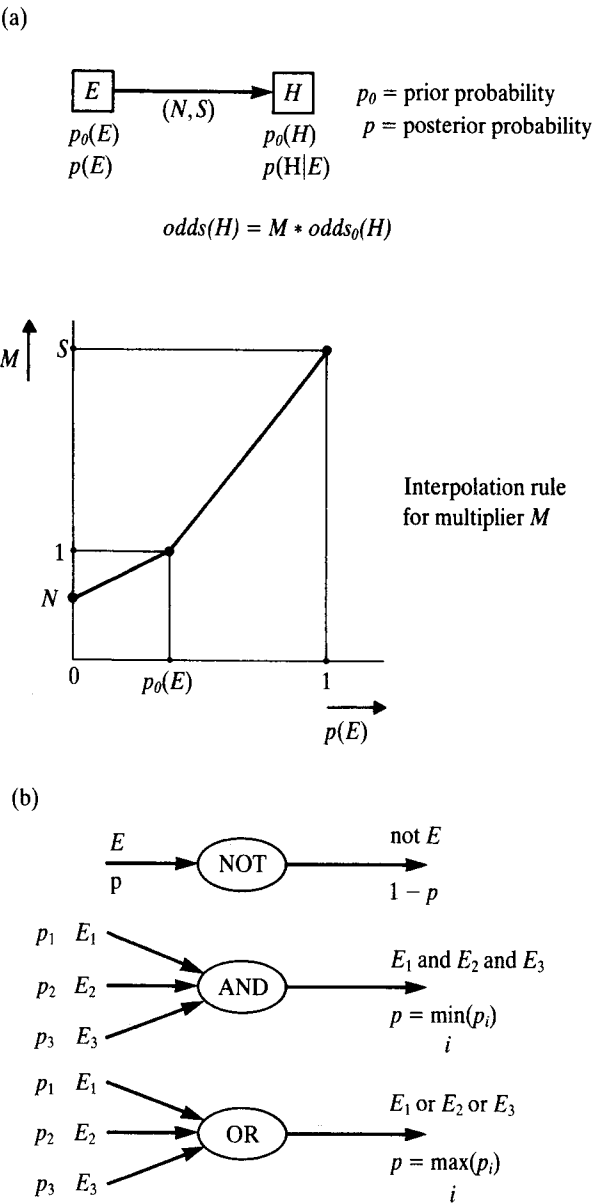 (a)
E
(N, S)
H
p₀(E)
p(E)
p₀(H)
p(H|E)
p₀ = prior probability
p = posterior probability
odds(H) = M * odds₀(H)
M
S
1
N
0
p₀(E)
1
p(E)
Interpolation rule
for multiplier M
(b)
E
p
NOT
not E
1 − p
p₁ E₁
p₂ E₂
p₃ E₃
AND
E₁ and E₂ and E₃
p = min(pᵢ)
i
p₁ E₁
p₂ E₂
p₃ E₃
OR
E₁ or E₂ or E₃
p = max(pᵢ)
i